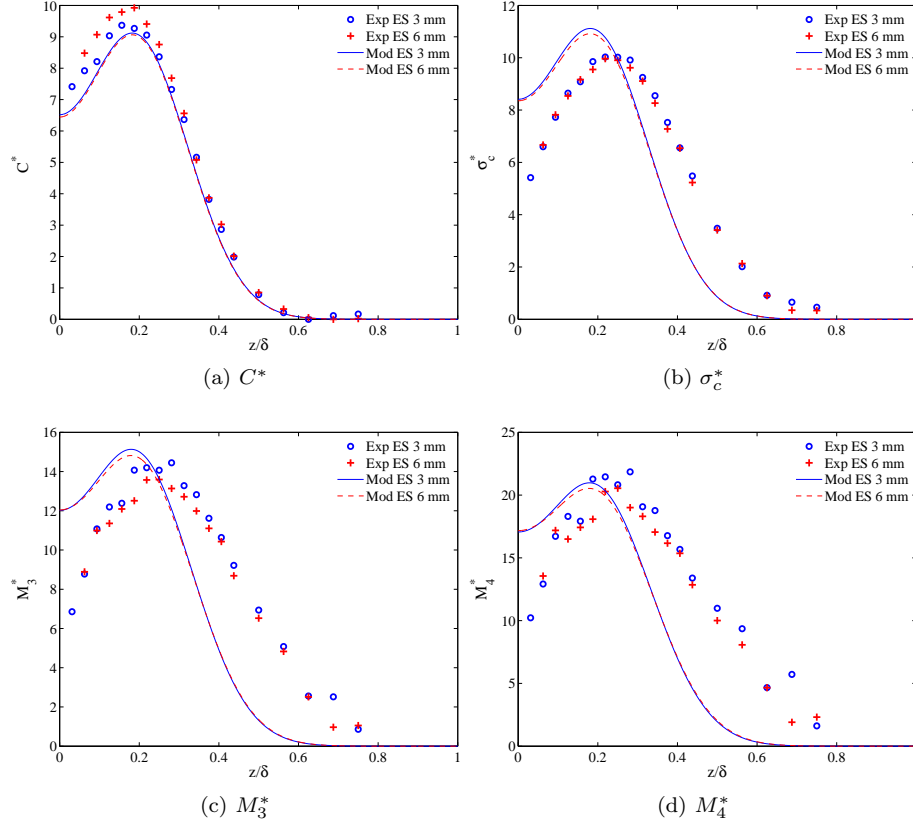 10
9
8
7
6
5
4
3
2
1
0
C*
0 0.2 0.4 0.6 0.8 1
z/δ
Exp ES 3 mm
Exp ES 6 mm
Mod ES 3 mm
Mod ES 6 mm
(a) C*
12
10
8
6
4
2
0
σ*c
0 0.2 0.4 0.6 0.8 1
z/δ
Exp ES 3 mm
Exp ES 6 mm
Mod ES 3 mm
Mod ES 6 mm
(b) σ*c
16
14
12
10
8
6
4
2
0
M*3
0 0.2 0.4 0.6 0.8 1
z/δ
Exp ES 3 mm
Exp ES 6 mm
Mod ES 3 mm
Mod ES 6 mm
(c) M*3
25
20
15
10
5
0
M*4
0 0.2 0.4 0.6 0.8 1
z/δ
Exp ES 3 mm
Exp ES 6 mm
Mod ES 3 mm
Mod ES 6 mm
(d) M*4